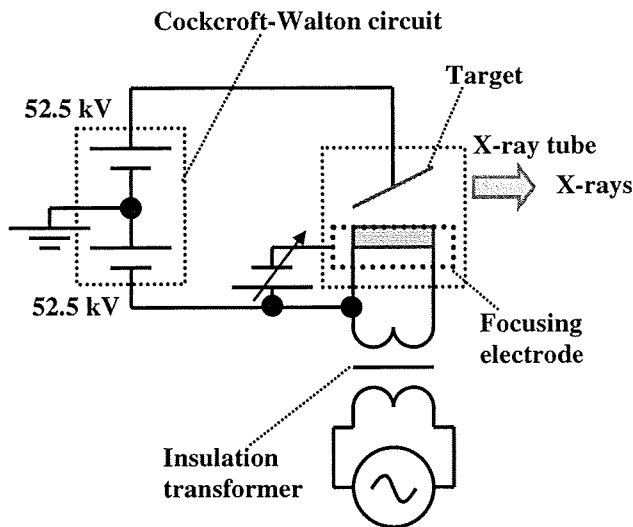 Cockcroft-Walton circuit
Target
52.5 kV
X-ray tube
X-rays
52.5 kV
Focusing
electrode
Insulation
transformer